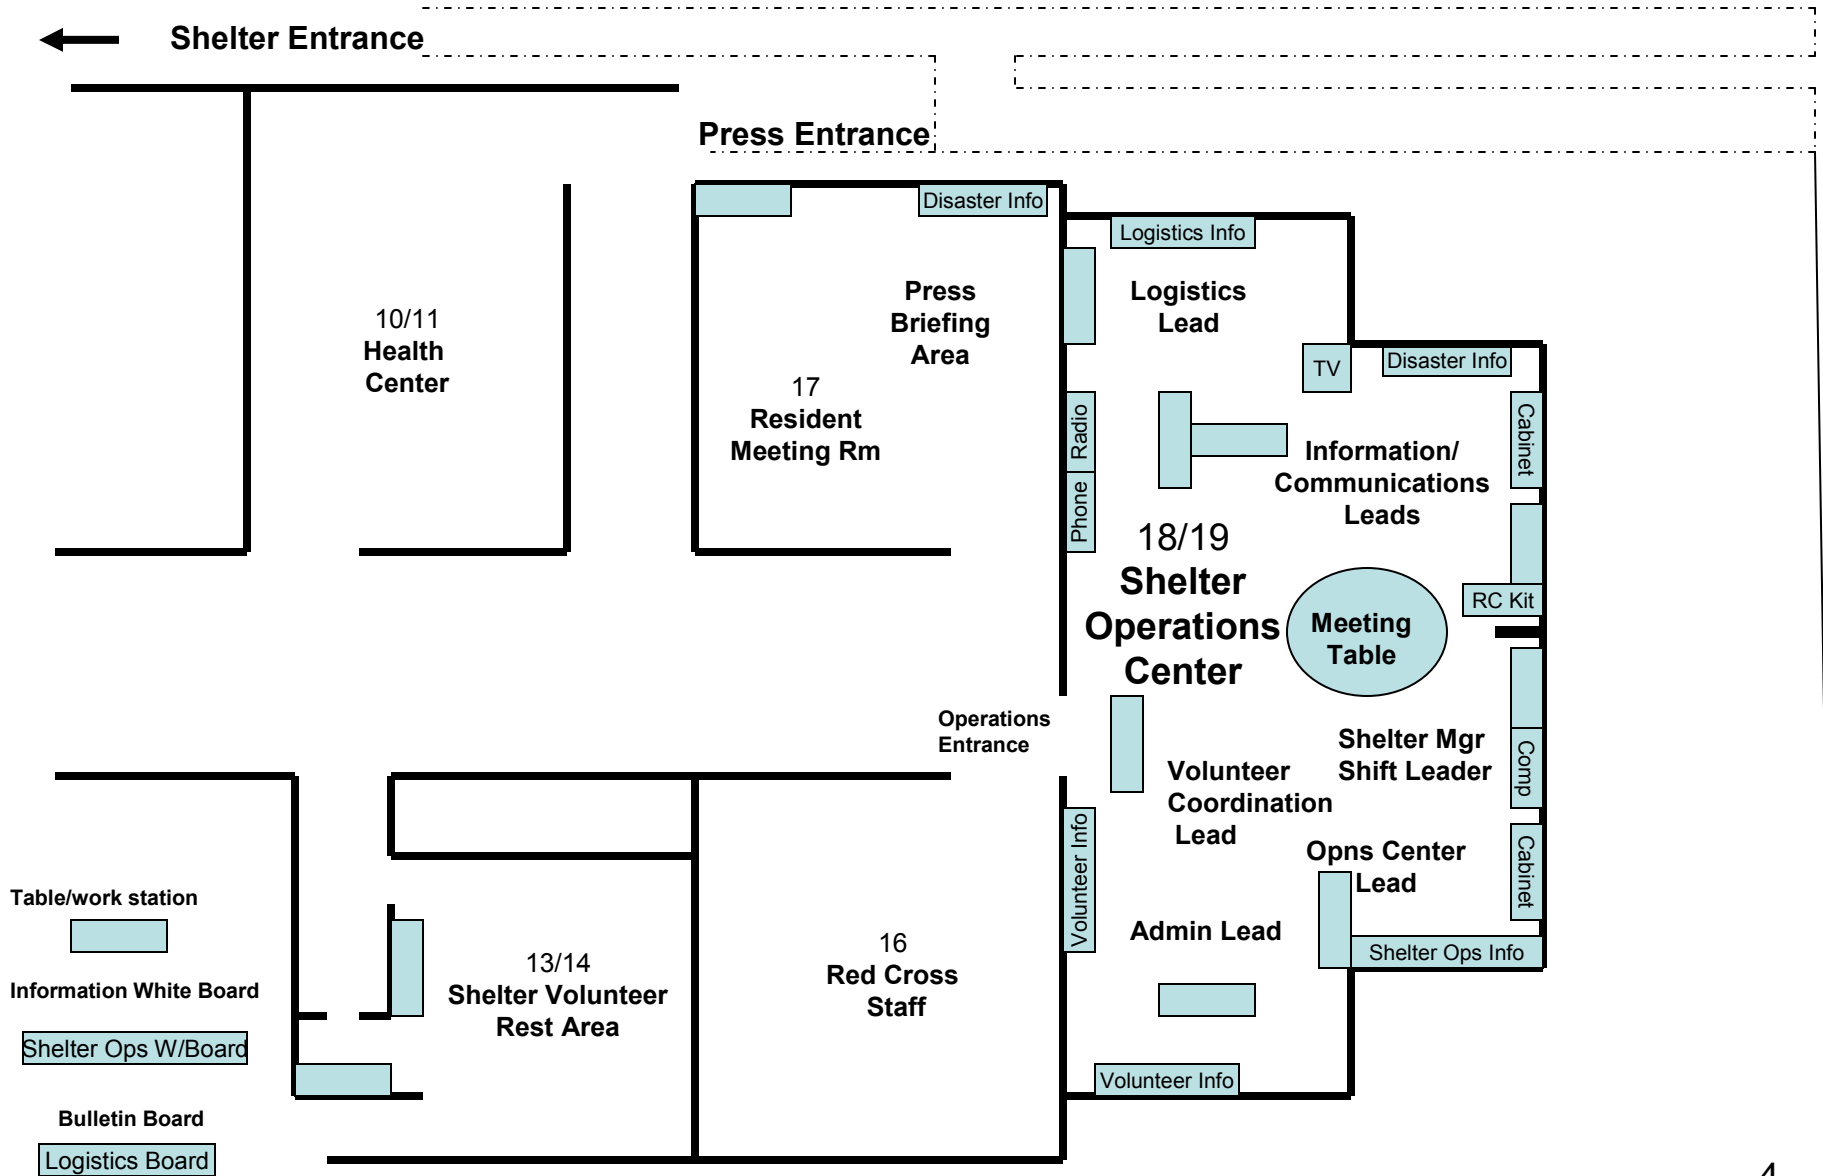 Shelter Entrance
Press Entrance
Disaster Info
Logistics Info
Press
Briefing
Area
Logistics
Lead
10/11
Health
Center
TV
Disaster Info
17
Resident
Meeting Rm
Radio
Phone
Cabinet
Information/
Communications
Leads
18/19
Shelter
Operations
Center
RC Kit
Meeting
Table
Operations
Entrance
Shelter Mgr
Shift Leader
Comp
Volunteer
Coordination
Lead
Volunteer Info
Opns Center
Lead
Cabinet
Table/work station
Admin Lead
13/14
Shelter Volunteer
Rest Area
16
Red Cross
Staff
Shelter Ops Info
Information White Board
Shelter Ops W/Board
Volunteer Info
Bulletin Board
Logistics Board
4